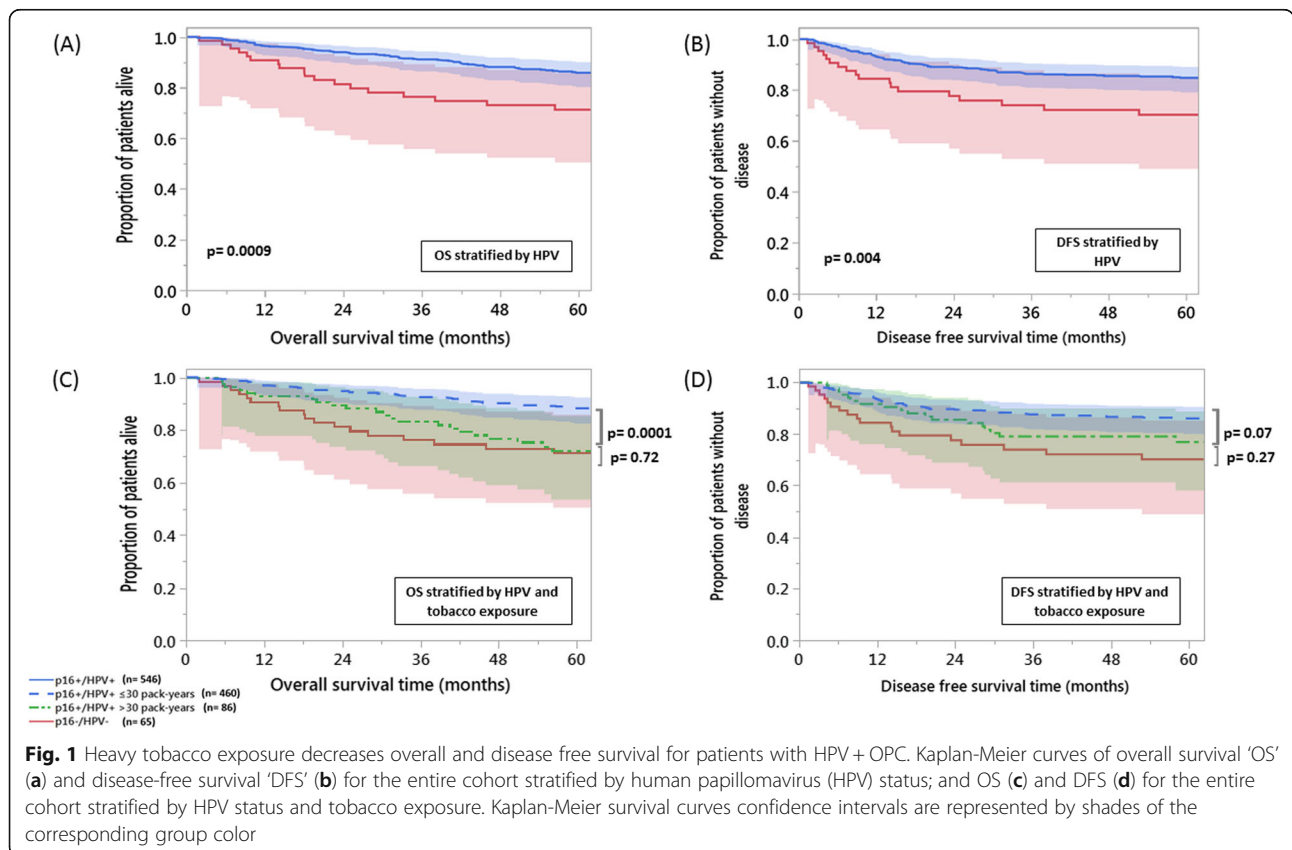 (A)
Proportion of patients alive
1.0
0.8
0.6
0.4
0.2
0.0
p= 0.0009
OS stratified by HPV
0 12 24 36 48 60
Overall survival time (months)
(B)
Proportion of patients without
disease
1.0
0.8
0.6
0.4
0.2
0.0
p= 0.004
DFS stratified by
HPV
0 12 24 36 48 60
Disease free survival time (months)
(C)
Proportion of patients alive
1.0
0.8
0.6
0.4
0.2
0.0
p= 0.0001
p= 0.72
OS stratified by HPV and
tobacco exposure
0 12 24 36 48 60
Overall survival time (months)
(D)
Proportion of patients without
disease
1.0
0.8
0.6
0.4
0.2
0.0
p= 0.07
p= 0.27
DFS stratified by HPV and
tobacco exposure
0 12 24 36 48 60
Disease free survival time (months)
p16+/HPV+ (n= 546)
p16+/HPV+ ≤30 pack-years (n= 460)
p16+/HPV+ >30 pack-years (n= 86)
p16-/HPV- (n= 65)
Fig. 1 Heavy tobacco exposure decreases overall and disease free survival for patients with HPV + OPC. Kaplan-Meier curves of overall survival ‘OS’
(a) and disease-free survival ‘DFS’ (b) for the entire cohort stratified by human papillomavirus (HPV) status; and OS (c) and DFS (d) for the entire
cohort stratified by HPV status and tobacco exposure. Kaplan-Meier survival curves confidence intervals are represented by shades of the
corresponding group color